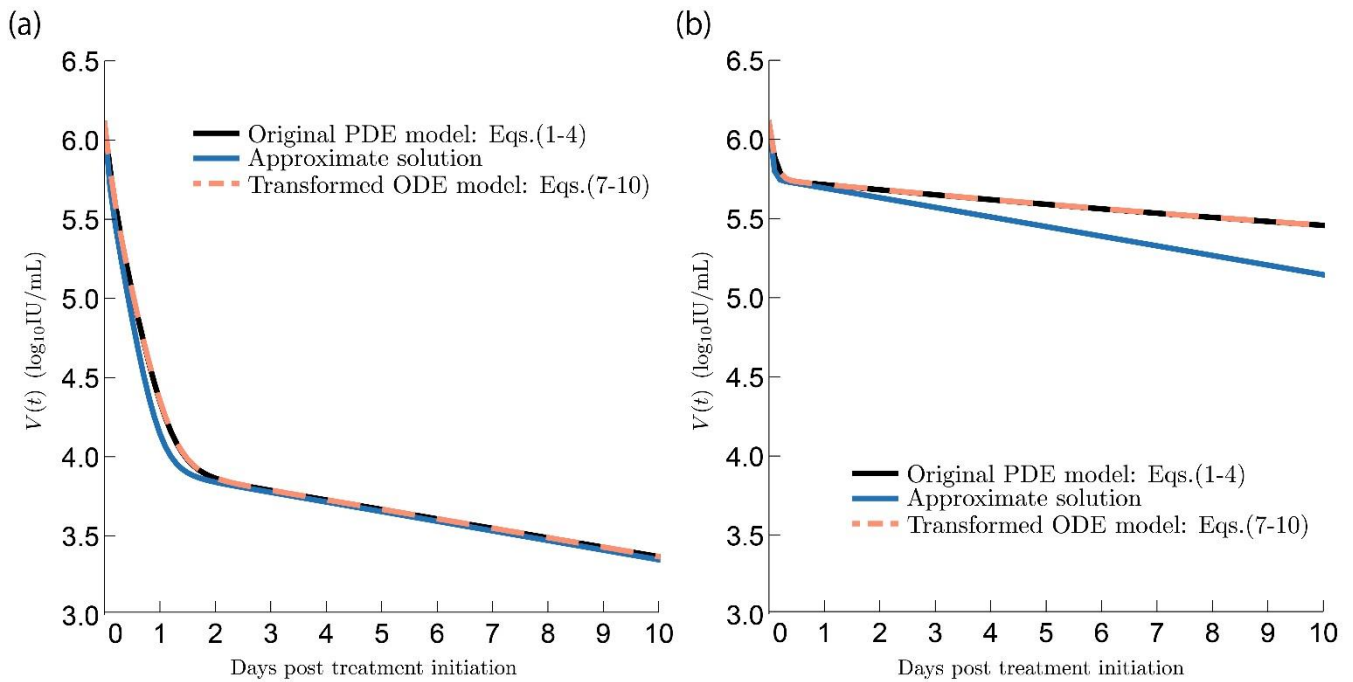 (a)
6.5
6.0
5.5
5.0
4.5
4.0
3.5
3.0
V(t) (log₁₀IU/mL)
Original PDE model: Eqs.(1-4)
Approximate solution
Transformed ODE model: Eqs.(7-10)
0 1 2 3 4 5 6 7 8 9 10
Days post treatment initiation
(b)
6.5
6.0
5.5
5.0
4.5
4.0
3.5
3.0
V(t) (log₁₀IU/mL)
Original PDE model: Eqs.(1-4)
Approximate solution
Transformed ODE model: Eqs.(7-10)
0 1 2 3 4 5 6 7 8 9 10
Days post treatment initiation